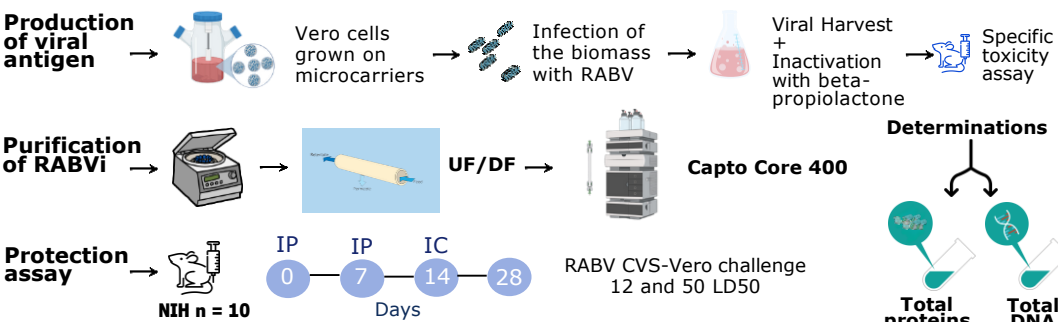 Production
of viral
antigen
Vero cells
grown on
microcarriers
Infection of
the biomass
with RABV
Viral Harvest
+
Inactivation
with beta-
propiolactone
Specific
toxicity
assay
Purification
of RABVi
UF/DF
Capto Core 400
Determinations
Total
proteins
Total
DNA
Protection
assay
NIH n = 10
IP IP IC
0 7 14 28
Days
RABV CVS-Vero challenge
12 and 50 LD50